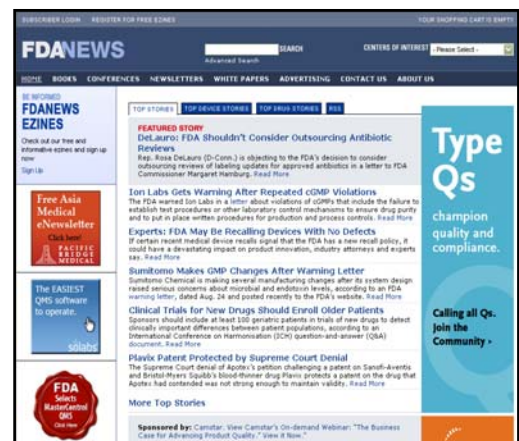 SUBSCRIBER LOGIN REGISTER FOR FREE EZINES YOUR SHOPPING CART IS EMPTY
FDANEWS
SEARCH
Advanced Search
CENTERS OF INTEREST - Please Select -
HOME BOOKS CONFERENCES NEWSLETTERS WHITE PAPERS ADVERTISING CONTACT US ABOUT US
BE INFORMED
FDANEWS
EZINES
Check out our free and
informative ezines and sign up
now
Sign Up
Free Asia
Medical
eNewsletter
Click here!
PACIFIC
BRIDGE
MEDICAL
The EASIEST
QMS software
to operate.
solabs
FDA
Selects
MasterControl
QMS
Click Here
TOP STORIES TOP DEVICE STORIES TOP DRUG STORIES RSS
FEATURED STORY
DeLauro: FDA Shouldn't Consider Outsourcing Antibiotic
Reviews
Rep. Rosa DeLauro (D-Conn.) is objecting to the FDA's decision to consider
outsourcing reviews of labeling updates for approved antibiotics in a letter to FDA
Commissioner Margaret Hamburg. Read More
Ion Labs Gets Warning After Repeated cGMP Violations
The FDA warned Ion Labs in a letter about violations of cGMPs that include the failure to
establish test procedures or other laboratory control mechanisms to ensure drug purity
and to put in place written procedures for production and process controls. Read More
Experts: FDA May Be Recalling Devices With No Defects
If certain recent medical device recalls signal that the FDA has a new recall policy, it
could have a devastating impact on product innovation, industry attorneys and experts
say. Read More
Sumitomo Makes GMP Changes After Warning Letter
Sumitomo Chemical is making several manufacturing changes after its system design
raised serious concerns about microbial and endotoxin levels, according to an FDA
warning letter, dated Aug. 24 and posted recently to the FDA's website. Read More
Clinical Trials for New Drugs Should Enroll Older Patients
Sponsors should include at least 100 geriatric patients in trials of new drugs to detect
clinically important differences between patient populations, according to an
International Conference on Harmonisation (ICH) question-and-answer (Q&A)
document. Read More
Plavix Patent Protected by Supreme Court Denial
The Supreme Court denial of Apotex's petition challenging a patent on Sanofi-Aventis
and Bristol-Myers Squibb's blood-thinner drug Plavix protects a patent on the drug that
Apotex had contended was not strong enough to maintain validity. Read More
More Top Stories
Sponsored by: Camstar. View Camstar's On-demand Webinar: "The Business
Case for Advancing Product Quality." View it Now."
Type
Qs
champion
quality and
compliance.
Calling all Qs.
Join the
Community ›